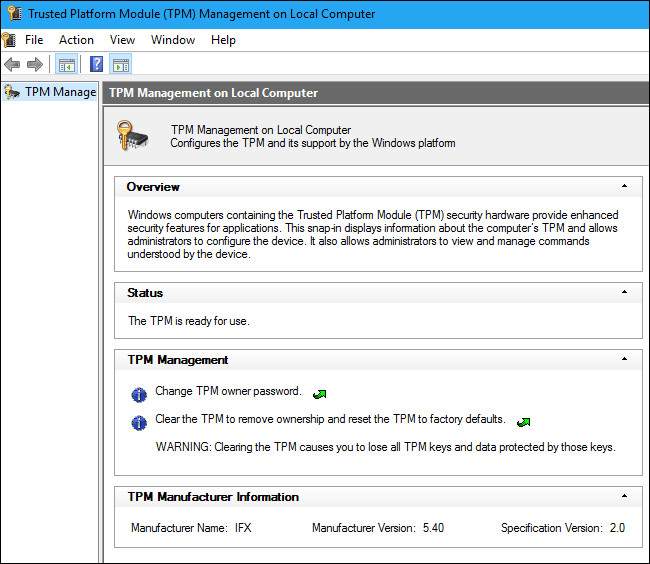 Trusted Platform Module (TPM) Management on Local Computer
File Action View Window Help
TPM Manage
TPM Management on Local Computer
TPM Management on Local Computer
Configures the TPM and its support by the Windows platform
Overview
Windows computers containing the Trusted Platform Module (TPM) security hardware provide enhanced
security features for applications. This snap-in displays information about the computer's TPM and allows
administrators to configure the device. It also allows administrators to view and manage commands
understood by the device.
Status
The TPM is ready for use.
TPM Management
Change TPM owner password.
Clear the TPM to remove ownership and reset the TPM to factory defaults.
WARNING: Clearing the TPM causes you to lose all TPM keys and data protected by those keys.
TPM Manufacturer Information
Manufacturer Name: IFX Manufacturer Version: 5.40 Specification Version: 2.0